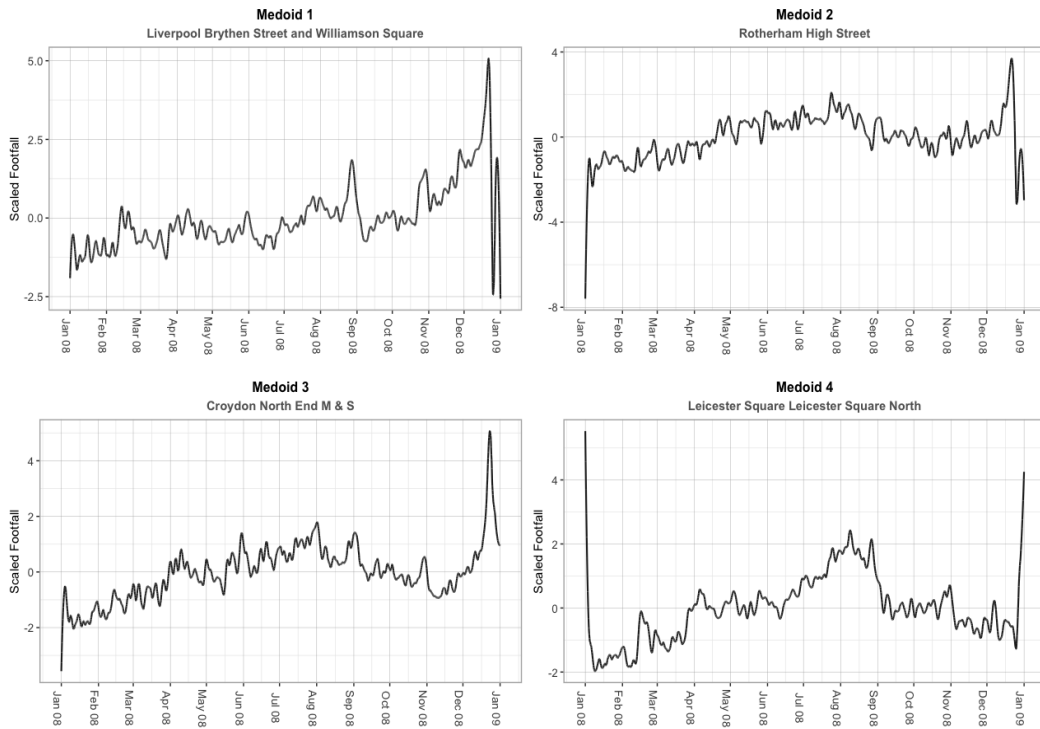 Medoid 1
Liverpool Brythen Street and Williamson Square
Scaled Footfall
5.0
2.5
0.0
-2.5
Jan 08
Feb 08
Mar 08
Apr 08
May 08
Jun 08
Jul 08
Aug 08
Sep 08
Oct 08
Nov 08
Dec 08
Jan 09
Medoid 2
Rotherham High Street
Scaled Footfall
4
0
-4
-8
Jan 08
Feb 08
Mar 08
Apr 08
May 08
Jun 08
Jul 08
Aug 08
Sep 08
Oct 08
Nov 08
Dec 08
Jan 09
Medoid 3
Croydon North End M & S
Scaled Footfall
4
2
0
-2
Jan 08
Feb 08
Mar 08
Apr 08
May 08
Jun 08
Jul 08
Aug 08
Sep 08
Oct 08
Nov 08
Dec 08
Jan 09
Medoid 4
Leicester Square Leicester Square North
Scaled Footfall
4
2
0
-2
Jan 08
Feb 08
Mar 08
Apr 08
May 08
Jun 08
Jul 08
Aug 08
Sep 08
Oct 08
Nov 08
Dec 08
Jan 09